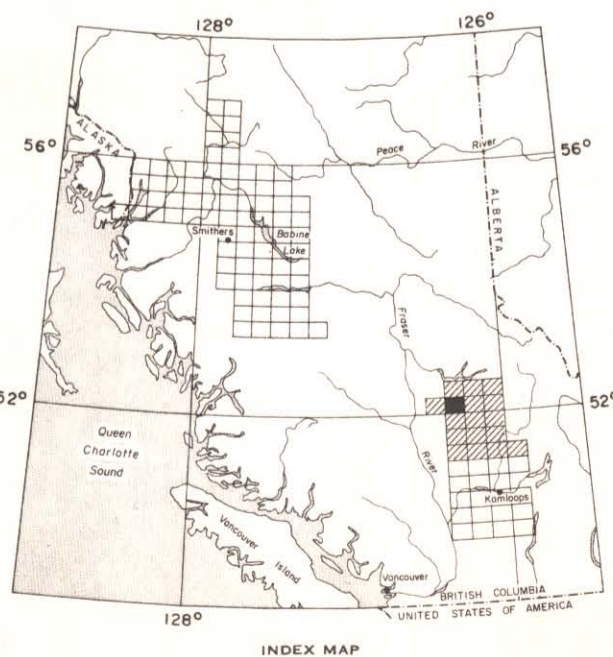 128°
126°
ALASKA
56°
Peace
River
56°
ALBERTA
Smithers
Babine
Lake
Fraser
52°
52°
Queen
Charlotte
Sound
River
Kamloops
Vancouver
Island
Vancouver
BRITISH COLUMBIA
UNITED STATES OF AMERICA
128°
INDEX MAP